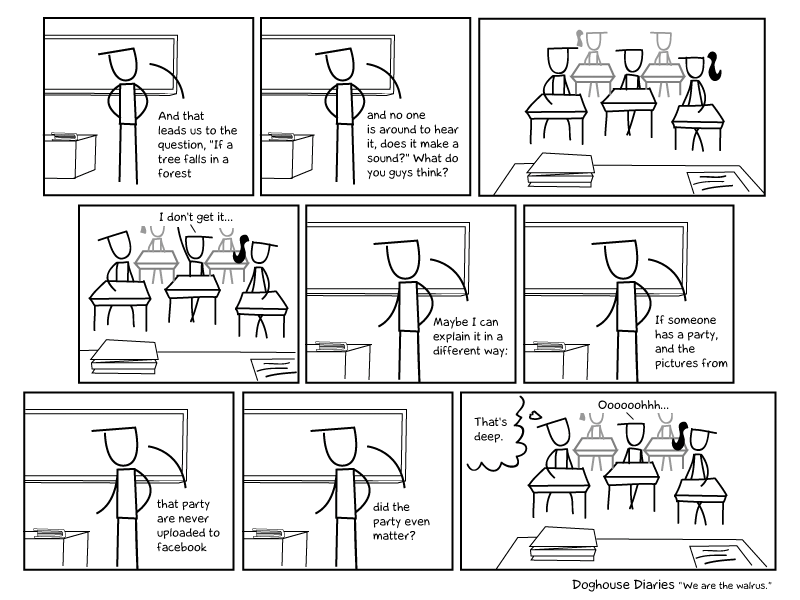 And that
leads us to the
question, "If a
tree falls in a
forest
and no one
is around to hear
it, does it make a
sound?" What do
you guys think?
I don't get it...
Maybe I can
explain it in a
different way:
If someone
has a party,
and the
pictures from
that party
are never
uploaded to
facebook
did the
party even
matter?
That's
deep.
Oooooohhh...
Doghouse Diaries "We are the walrus."